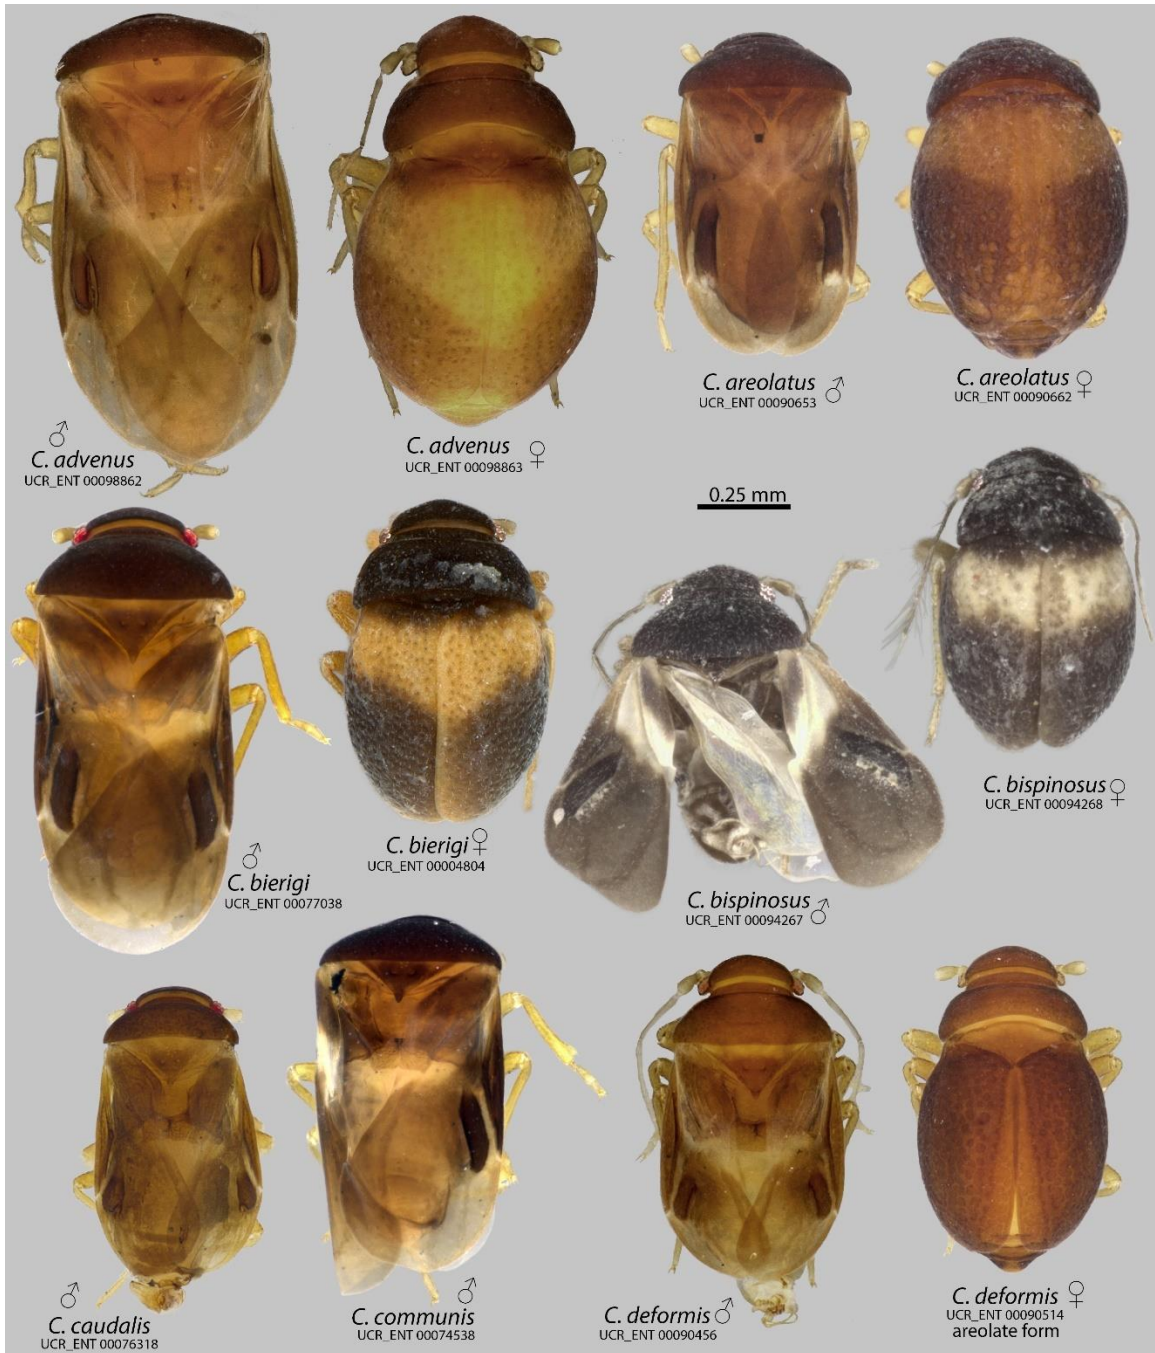 ♂
C. advenus
UCR_ENT 00098862
C. advenus ♀
UCR_ENT 00098863
C. areolatus ♂
UCR_ENT 00090653
C. areolatus ♀
UCR_ENT 00090662
0.25 mm
♂
C. bierigi
UCR_ENT 00077038
C. bierigi ♀
UCR_ENT 00004804
C. bispinosus ♂
UCR_ENT 00094267
C. bispinosus ♀
UCR_ENT 00094268
♂
C. caudalis
UCR_ENT 00076318
C. communis ♂
UCR_ENT 00074538
C. deformis ♂
UCR_ENT 00090456
C. deformis ♀
UCR_ENT 00090514
areolate form